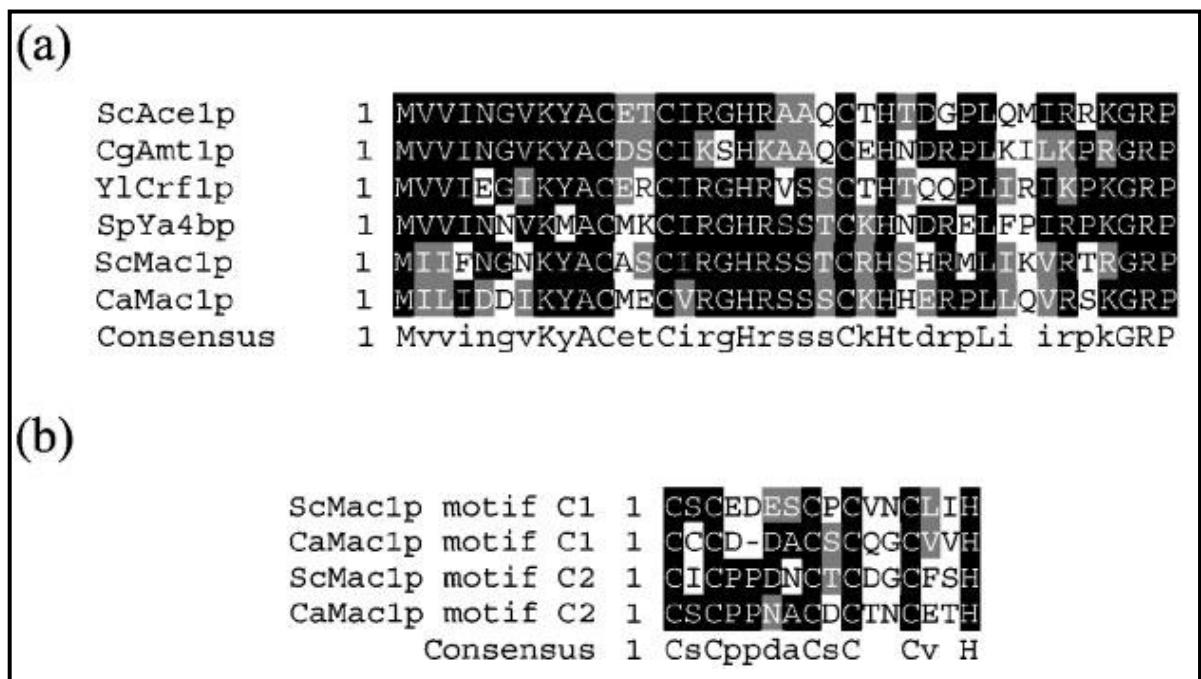 (a)
ScAce1p 1 MVVINGVKYACETCIRGHRAAQCTHTDGPLQMIRRKGRP
CgAmt1p 1 MVVINGVKYACDSCIKSHKAAQCEHNDRPLKILKPRGRP
YlCrf1p 1 MVVIEGIKYACERCIRGHRVSSCTHTQQPLIRIKPKGRP
SpYa4bp 1 MVVINNVKMACMKCIRGHRSSTCKHNDRELFPIRPKGRP
ScMac1p 1 MIIFNGNKYACASCIRGHRSSTCRHSHRMLIKVRTRGRP
CaMac1p 1 MILIDDIKYACMECVRGHRSSSCKHHERPLLQVRSKGRP
Consensus 1 MvvingvKyACetCirgHrsssCkHtdrpLi irpkGRP
(b)
ScMac1p motif C1 1 CSCEDESCPCVNCLIH
CaMac1p motif C1 1 CCCD-DACSCQGCVVH
ScMac1p motif C2 1 CICPPDNCTCDGCFSH
CaMac1p motif C2 1 CSCPPNACDCTNCETH
Consensus 1 CsCppdaCsC  Cv H